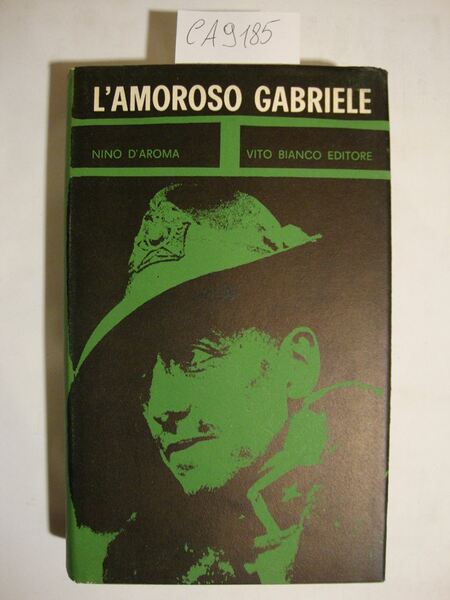 CA9185
L'AMOROSO GABRIELE
NINO D'AROMA
VITO BIANCO EDITORE